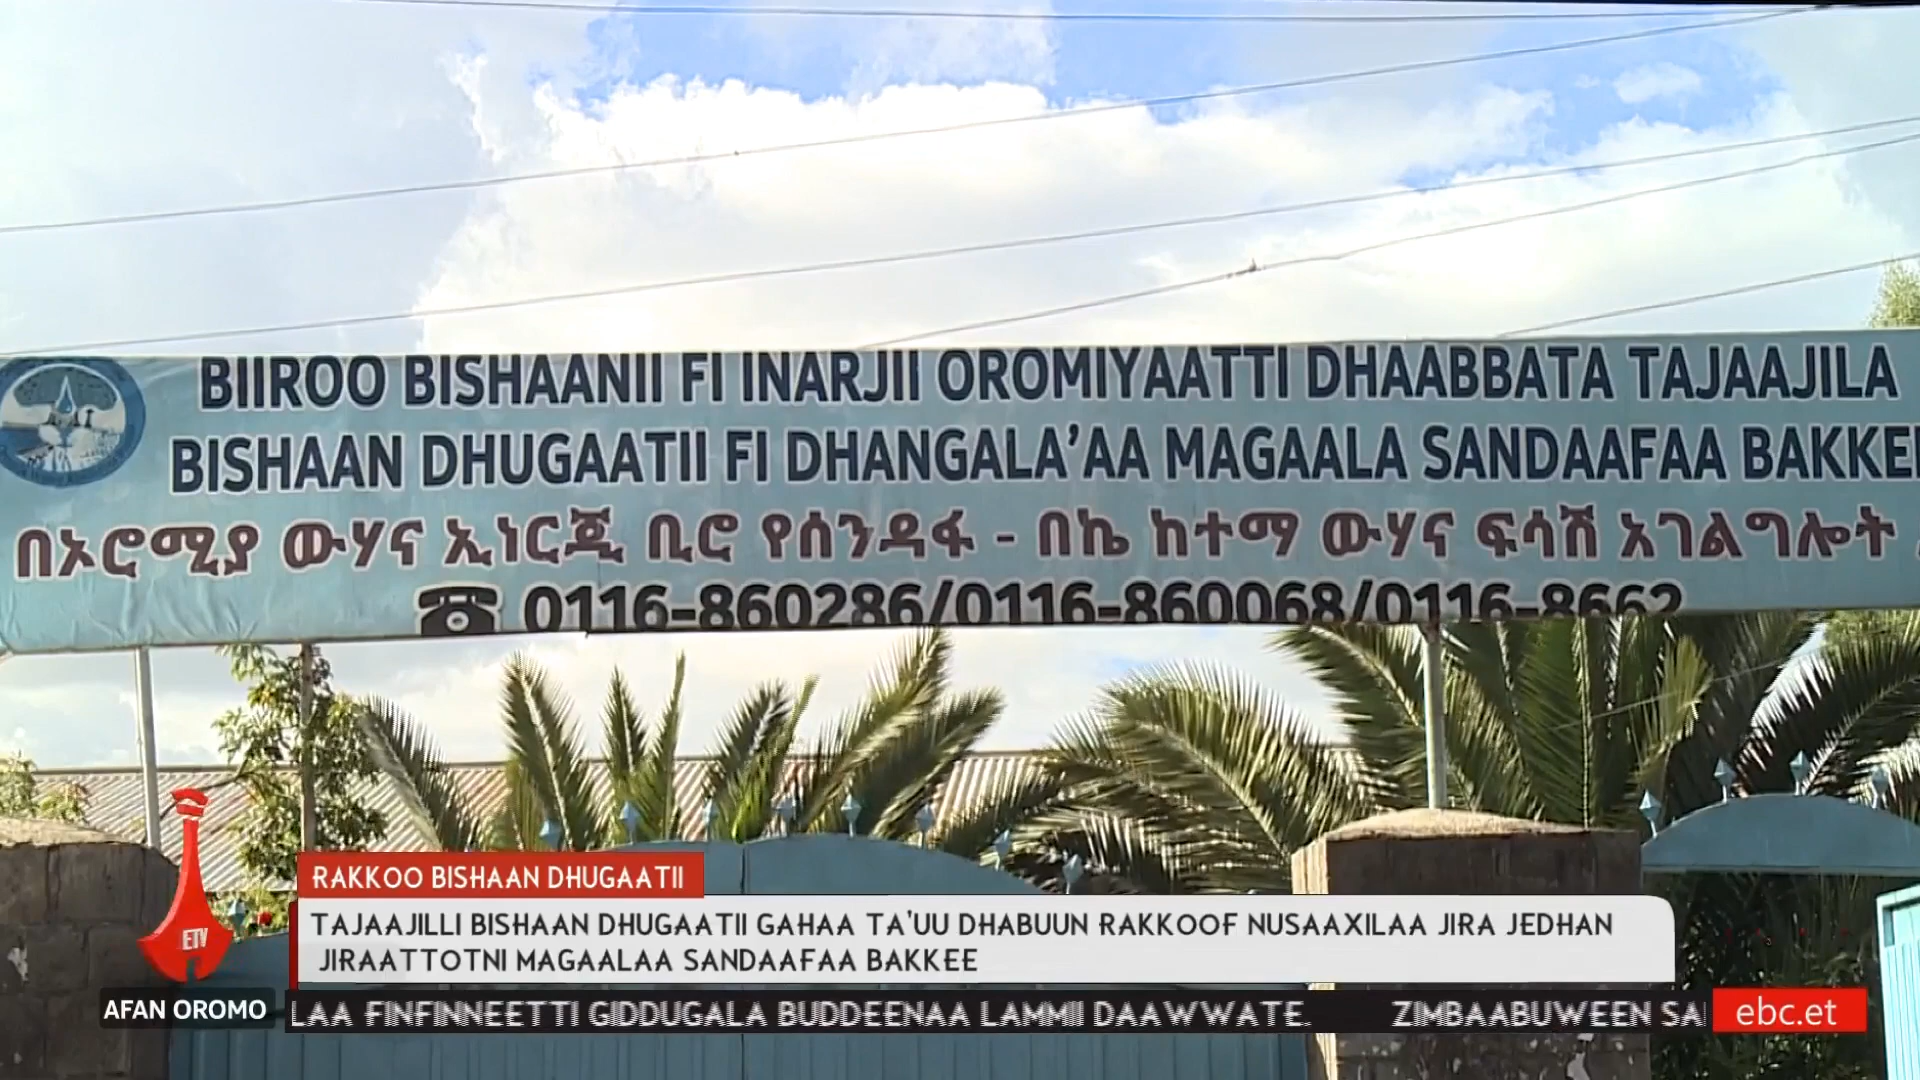 BIIROO BISHAANII FI INARJII OROMIYAATTI DHAABBATA TAJAAJILA
BISHAAN DHUGAATII FI DHANGALA'AA MAGAALA SANDAAFAA BAKKEE
በኦሮሚያ ውሃና ኢነርጂ ቢሮ የሰንዳፋ - በኬ ከተማ ውሃና ፍሳሽ አገልግሎት
☎ 0116-860286/0116-860068/0116-8662
RAKKOO BISHAAN DHUGAATII
ETV
TAJAAJILLI BISHAAN DHUGAATII GAHAA TA'UU DHABUUN RAKKOOF NUSAAXILAA JIRA JEDHAN
JIRAATTOTNI MAGAALAA SANDAAFAA BAKKEE
AFAN OROMO
LAA FINFINNEETTI GIDDUGALA BUDDEENAA LAMMII DAAWWATE. ZIMBAABUWEEN SA
ebc.et